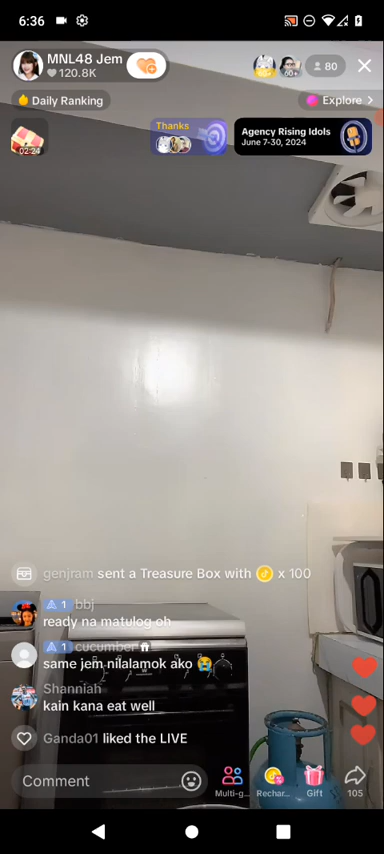 6:36
MNL48 Jem
120.8K
60+
80
Daily Ranking
Explore
02:24
Thanks
Agency Rising Idols
June 7-30, 2024
genjram sent a Treasure Box with x 100
1 bbj
ready na matulog oh
1 cucumber
same jem nilalamok ako 😭
Shanniah
kain kana eat well
Ganda01 liked the LIVE
Comment
Multi-g...
Rechar...
Gift
105